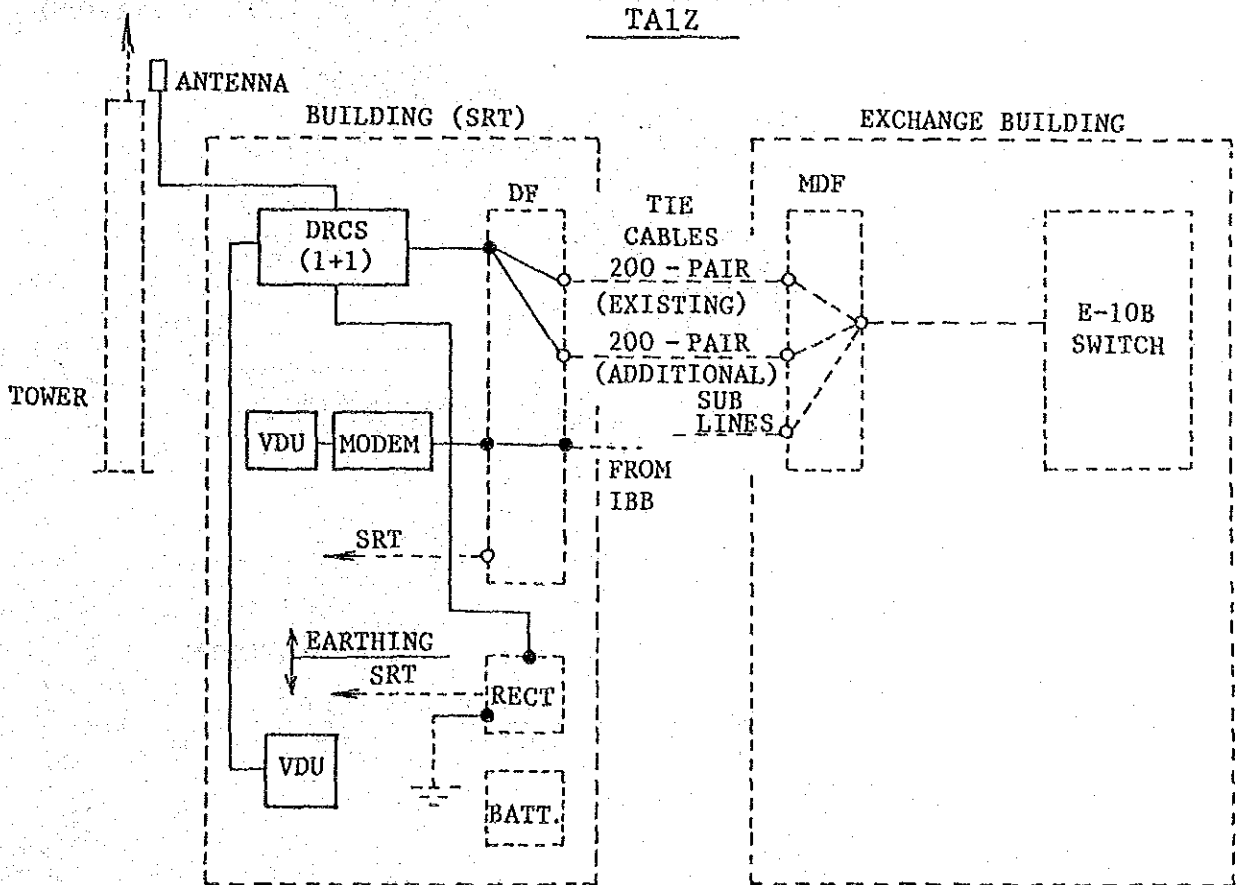 TA1Z
ANTENNA
BUILDING (SRT)
EXCHANGE BUILDING
DF
TIE
CABLES
MDF
DRCS
(1+1)
200 - PAIR
(EXISTING)
E-10B
SWITCH
200 - PAIR
(ADDITIONAL)
TOWER
SUB
LINES
VDU
MODEM
FROM
IBB
SRT
EARTHING
SRT
RECT
VDU
BATT.